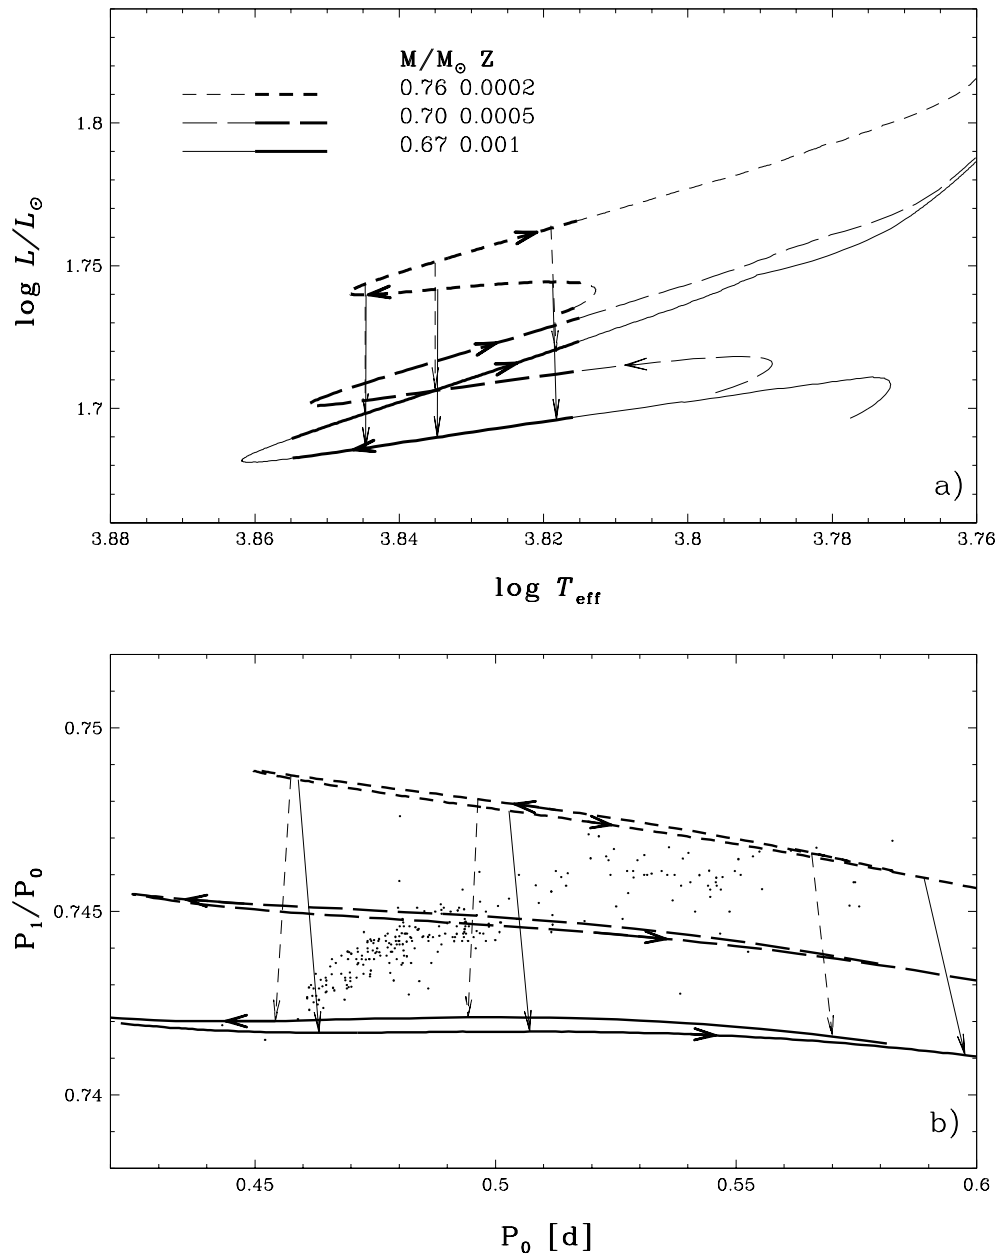 M/M☉ Z
0.76 0.0002
0.70 0.0005
0.67 0.001
1.8
1.75
1.7
log L/L☉
a)
3.88 3.86 3.84 3.82 3.8 3.78 3.76
log T_eff
0.75
0.745
0.74
P₁/P₀
b)
0.45 0.5 0.55 0.6
P₀ [d]